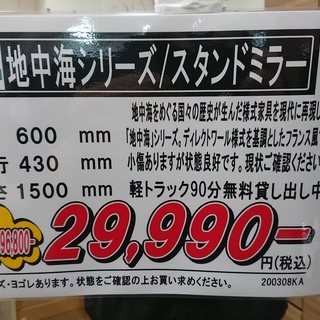 地中海シリーズ/スタンドミラー
地中海をめぐる国々の歴史が生んだ様式家具を現代に再現し
600 mm
「地中海」シリーズ。ディレクトワール様式を基調としたフランス風
行 430 mm
小傷ありますが状態良好です。現状ご確認ください
さ 1500 mm
軽トラック90分無料貸し出し中
96,800-
29,990-
円(税込)
ズ・ヨゴレあります。状態をご確認の上お買い求めください。
200308KA